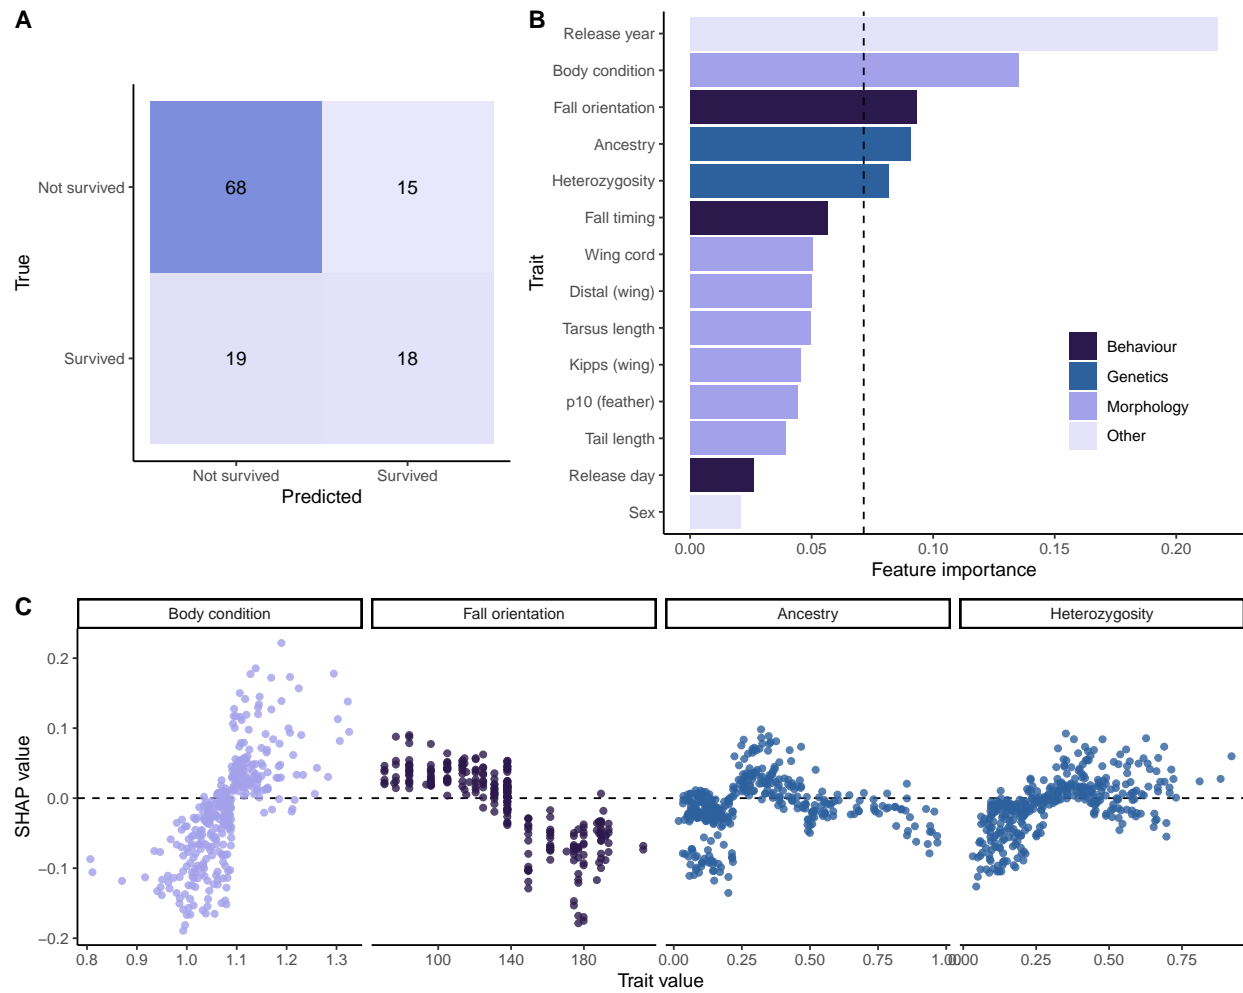 A
True
Not survived
Survived
68
15
19
18
Not survived
Survived
Predicted
B
Trait
Release year
Body condition
Fall orientation
Ancestry
Heterozygosity
Fall timing
Wing cord
Distal (wing)
Tarsus length
Kipps (wing)
p10 (feather)
Tail length
Release day
Sex
Behaviour
Genetics
Morphology
Other
0.00
0.05
0.10
0.15
0.20
Feature importance
C
Body condition
Fall orientation
Ancestry
Heterozygosity
SHAP value
0.2
0.1
0.0
−0.1
−0.2
0.8
0.9
1.0
1.1
1.2
1.3
100
140
180
0.00
0.25
0.50
0.75
1.00
0.00
0.25
0.50
0.75
Trait value